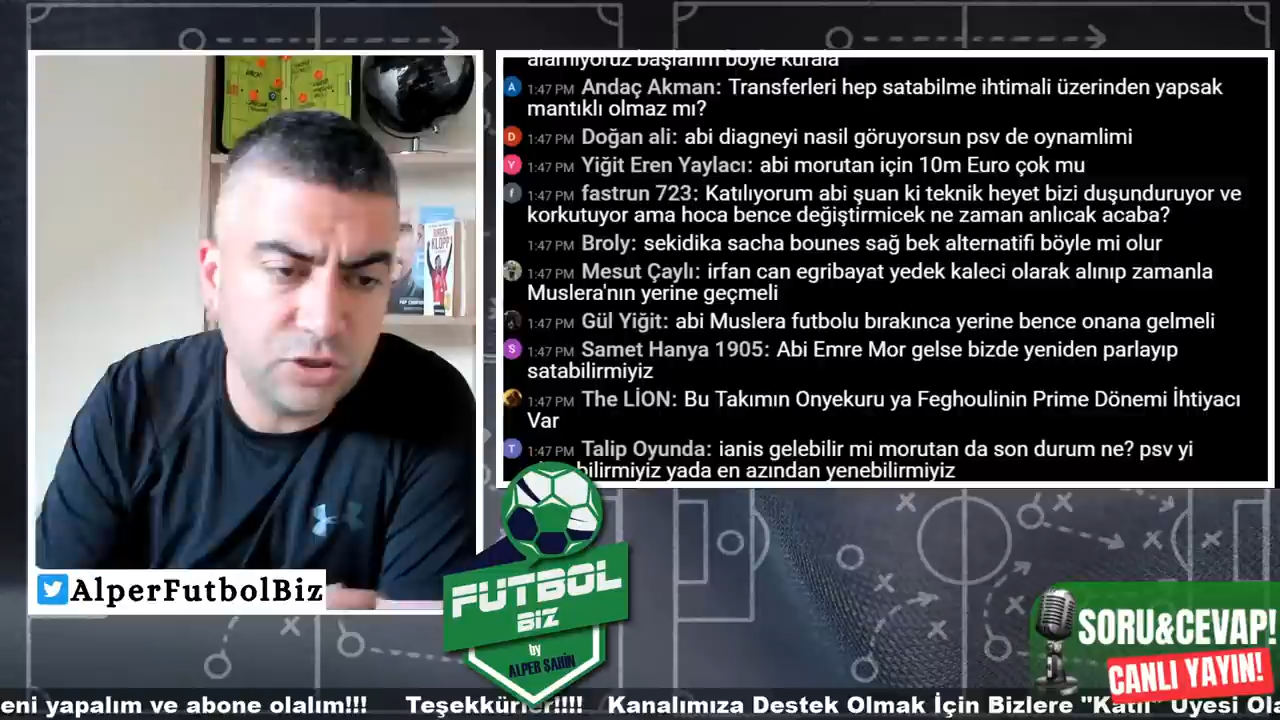 alamıyoruz başlarım böyle kurala
1:47 PM Andaç Akman: Transferleri hep satabilme ihtimali üzerinden yapsak
mantıklı olmaz mı?
1:47 PM Doğan ali: abi diagneyi nasil göruyorsun psv de oynamlimi
1:47 PM Yiğit Eren Yaylacı: abi morutan için 10m Euro çok mu
1:47 PM fastrun 723: Katılıyorum abi şuan ki teknik heyet bizi duşunduruyor ve
korkutuyor ama hoca bence değiştirmicek ne zaman anlıcak acaba?
1:47 PM Broly: sekidika sacha bounes sağ bek alternatifi böyle mi olur
1:47 PM Mesut Çaylı: irfan can egribayat yedek kaleci olarak alınıp zamanla
Muslera'nın yerine geçmeli
1:47 PM Gül Yiğit: abi Muslera futbolu bırakınca yerine bence onana gelmeli
1:47 PM Samet Hanya 1905: Abi Emre Mor gelse bizde yeniden parlayıp
satabilirmiyiz
1:47 PM The LİON: Bu Takımın Onyekuru ya Feghoulinin Prime Dönemi İhtiyacı
Var
1:47 PM Talip Oyunda: ianis gelebilir mi morutan da son durum ne? psv yi
bilirmiyiz yada en azından yenebilirmiyiz
KLOPP
AlperFutbolBiz
FUTBOL
BIZ
by
ALPER ŞAHİN
SORU&CEVAP!
CANLI YAYIN!
eni yapalım ve abone olalım!!! Teşekkürler!!!! Kanalımıza Destek Olmak İçin Bizlere "Katıl" Üyesi Ola